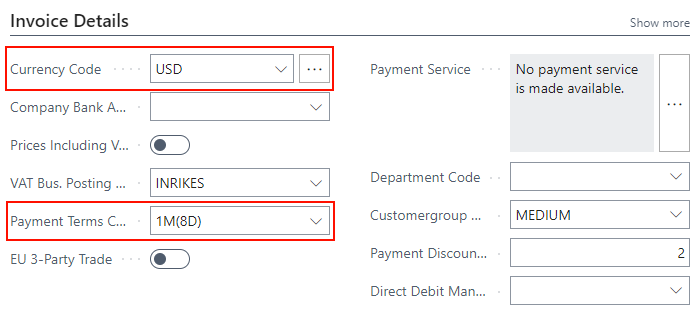 Invoice Details
Show more
Currency Code
USD
Company Bank A...
Prices Including V...
VAT Bus. Posting ...
INRIKES
Payment Terms C...
1M(8D)
EU 3-Party Trade
Payment Service
No payment service
is made available.
Department Code
Customergroup ...
MEDIUM
Payment Discoun...
2
Direct Debit Man...